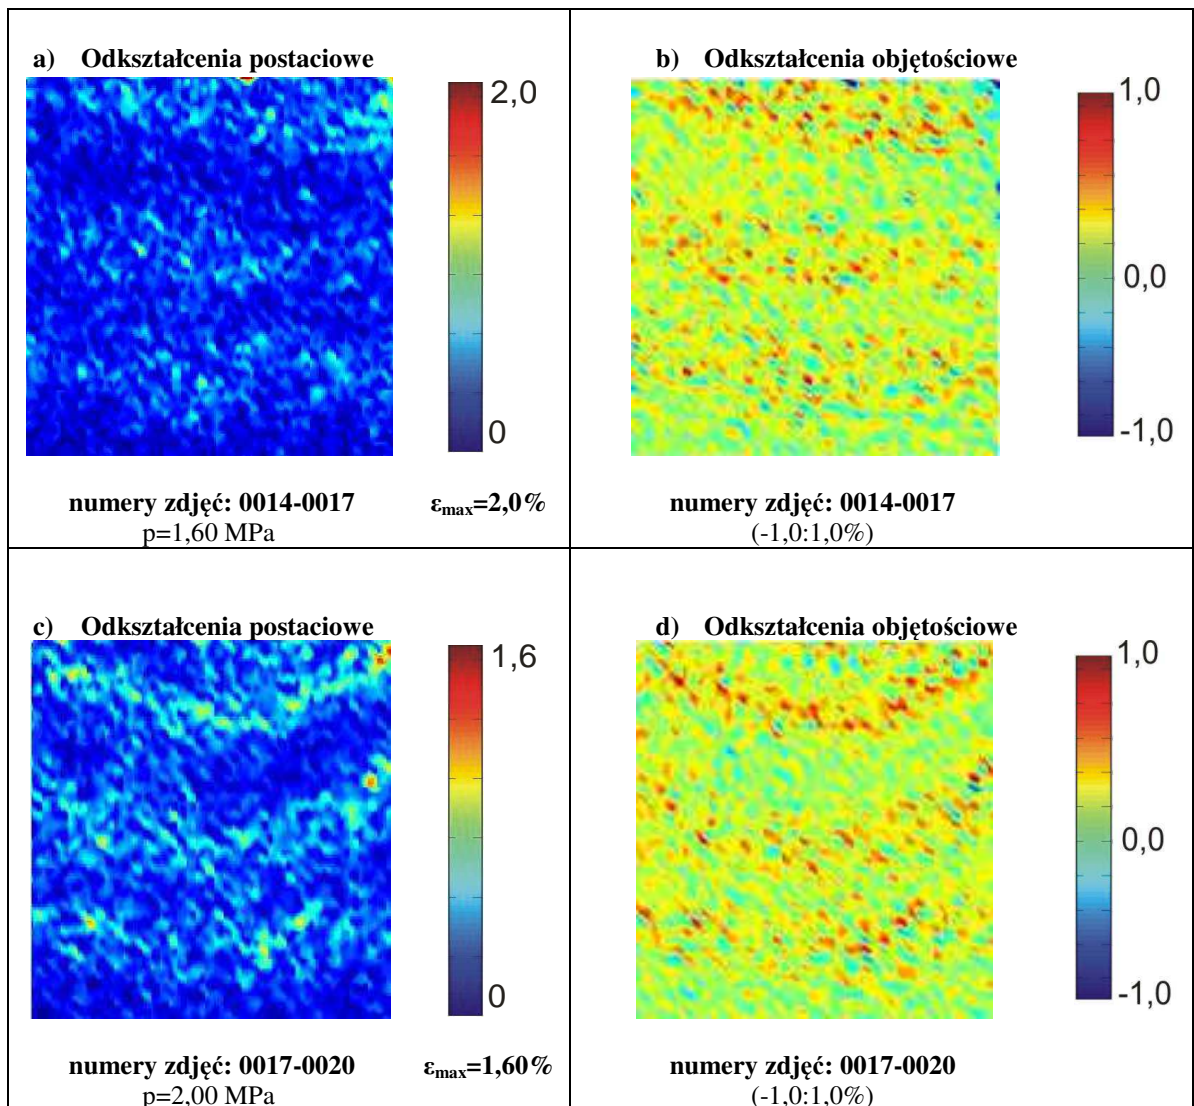 a) Odkształcenia postaciowe
2,0
0
numery zdjęć: 0014-0017 εmax=2,0%
p=1,60 MPa
b) Odkształcenia objętościowe
1,0
0,0
-1,0
numery zdjęć: 0014-0017
(-1,0:1,0%)
c) Odkształcenia postaciowe
1,6
0
numery zdjęć: 0017-0020 εmax=1,60%
p=2,00 MPa
d) Odkształcenia objętościowe
1,0
0,0
-1,0
numery zdjęć: 0017-0020
(-1,0:1,0%)